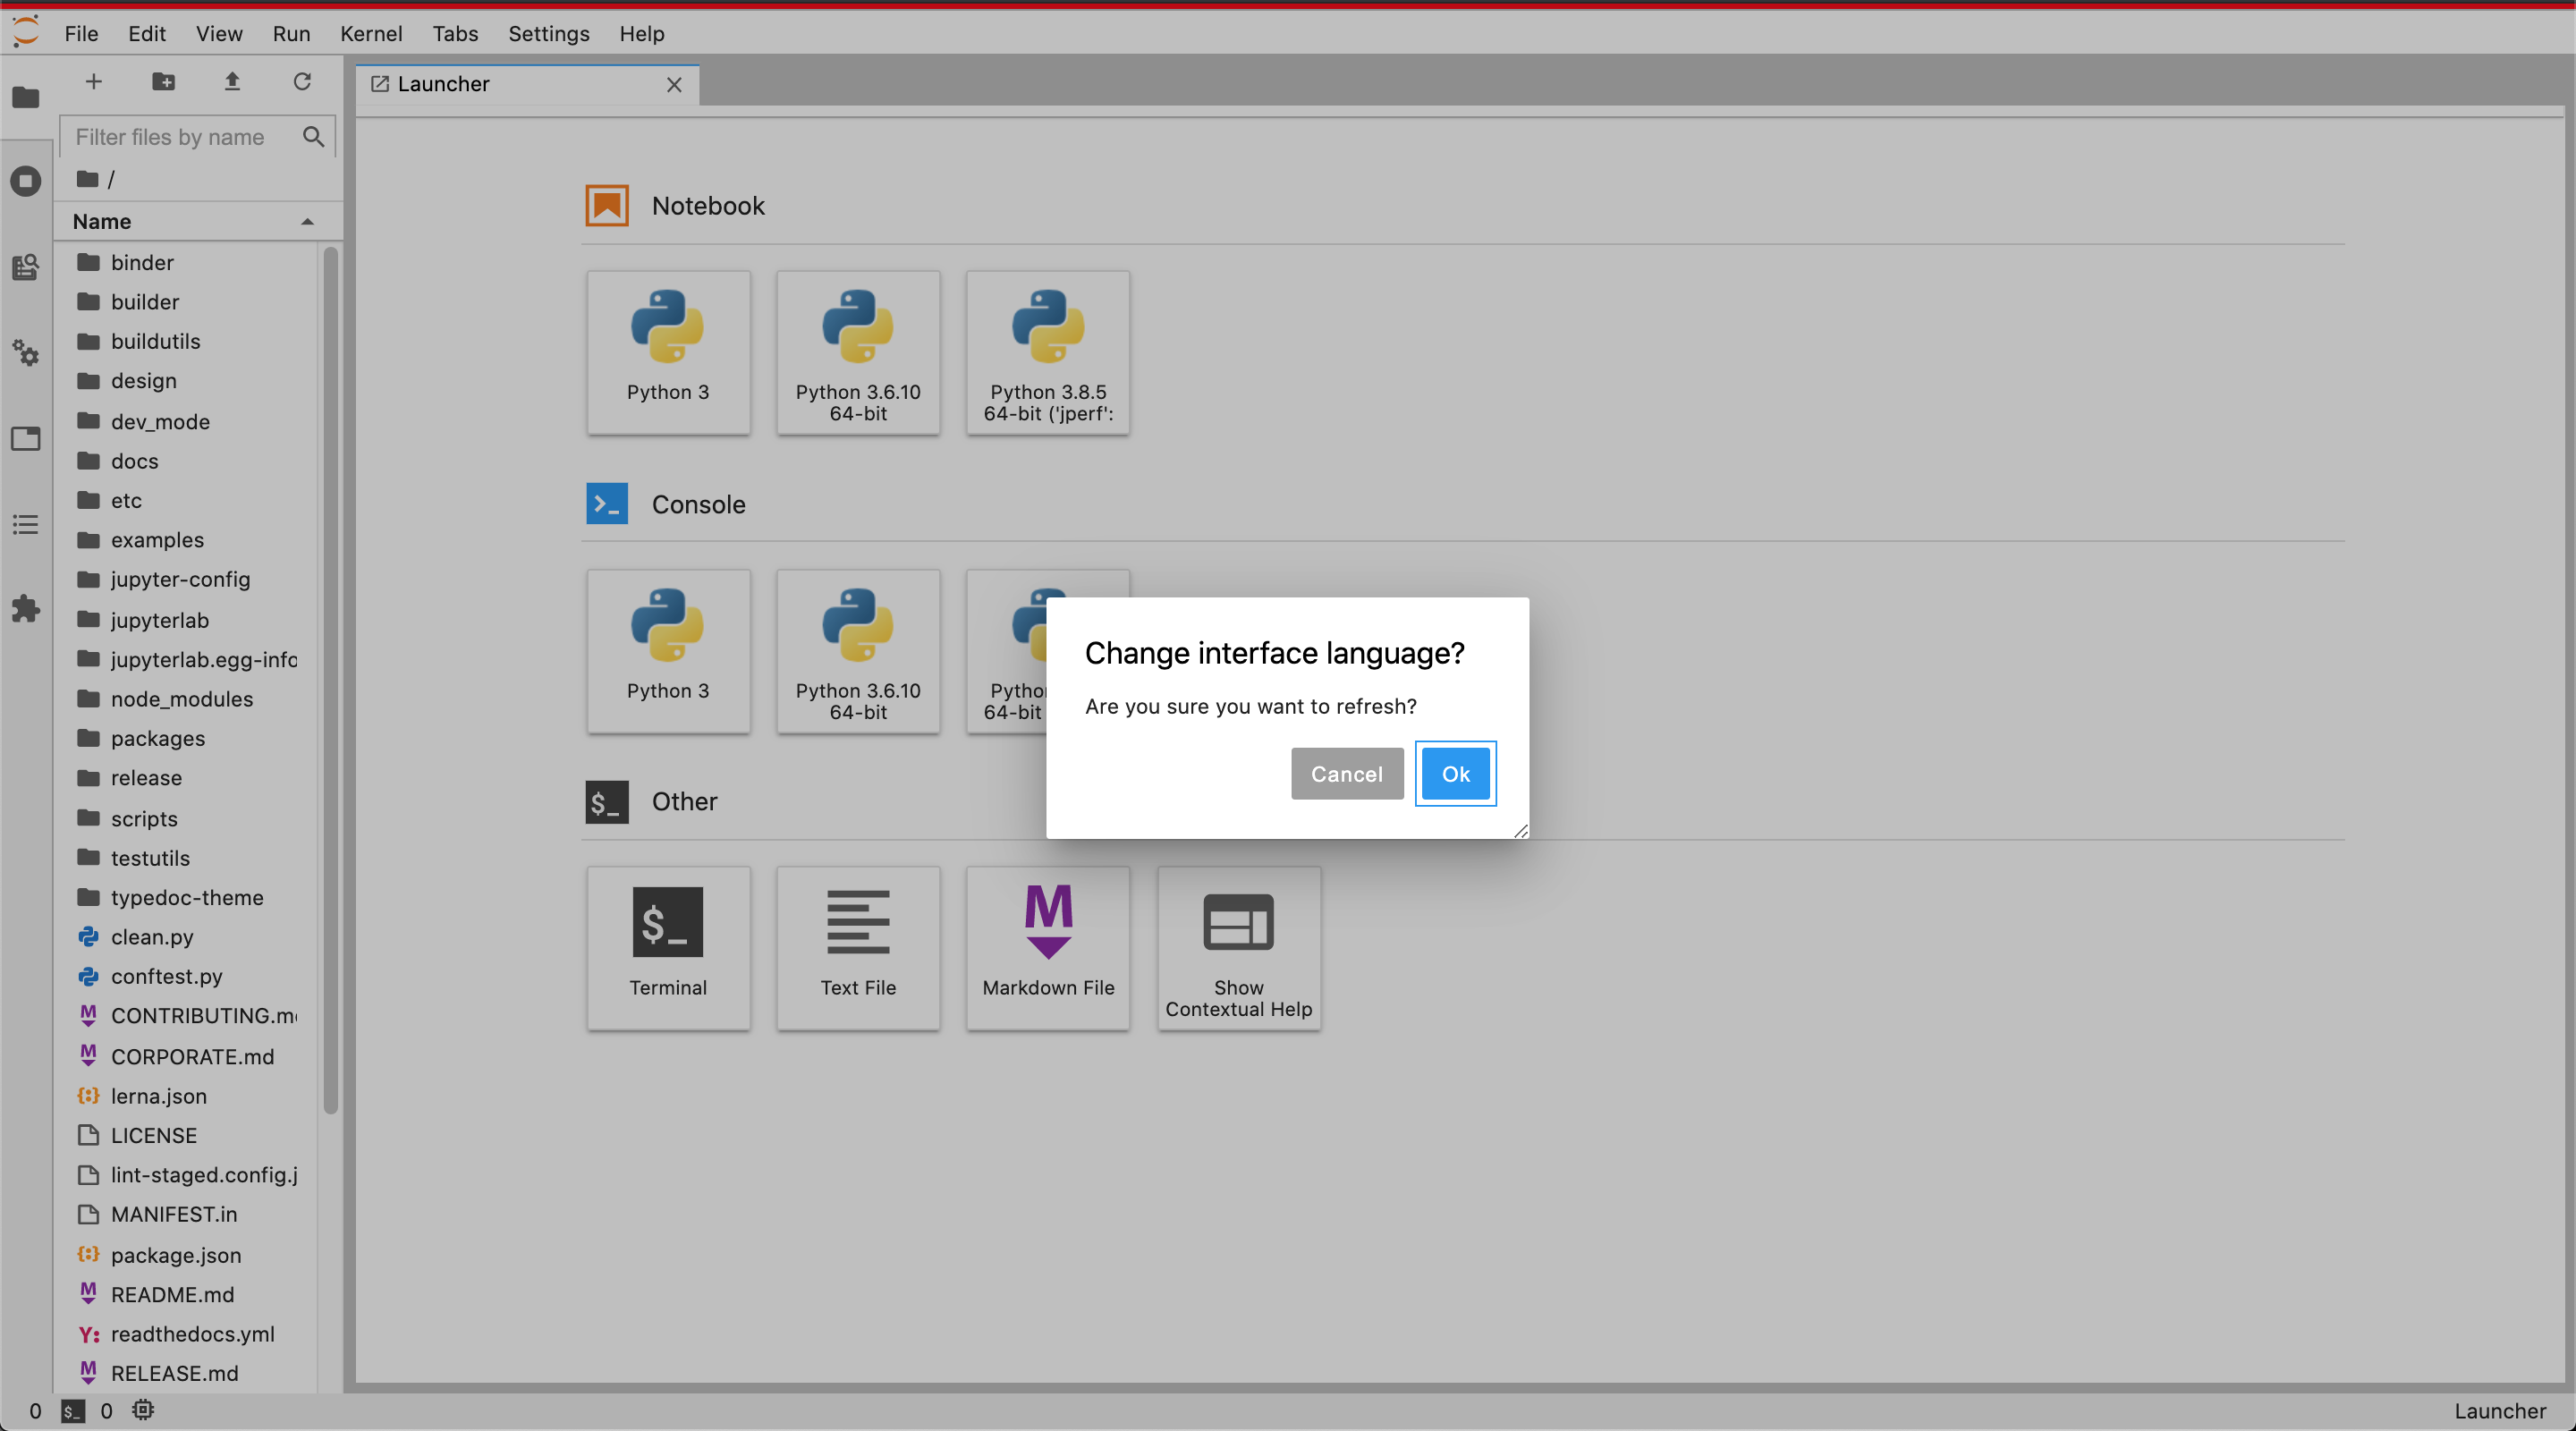 File Edit View Run Kernel Tabs Settings Help
Launcher
Filter files by name
/
Name
binder
builder
buildutils
design
dev_mode
docs
etc
examples
jupyter-config
jupyterlab
jupyterlab.egg-info
node_modules
packages
release
scripts
testutils
typedoc-theme
clean.py
conftest.py
CONTRIBUTING.m
CORPORATE.md
lerna.json
LICENSE
lint-staged.config.j
MANIFEST.in
package.json
README.md
readthedocs.yml
RELEASE.md
Notebook
Python 3
Python 3.6.10
64-bit
Python 3.8.5
64-bit ('jperf':
Console
Python 3
Python 3.6.10
64-bit
Pytho
64-bit
Change interface language?
Are you sure you want to refresh?
Cancel Ok
$_ Other
$_
Terminal
Text File
M
Markdown File
Show
Contextual Help
0 $_ 0
Launcher